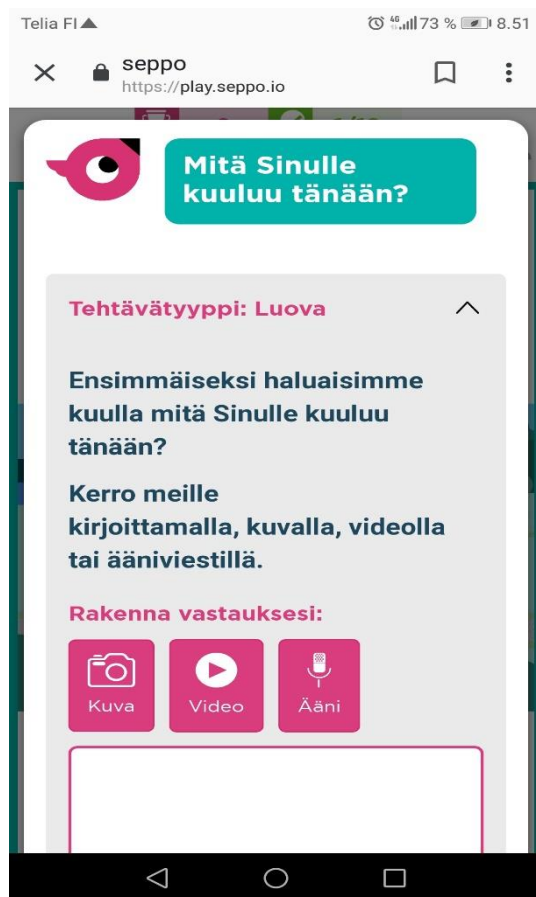 Telia FI 46 73 % 8.51
seppo
https://play.seppo.io
Mitä Sinulle
kuuluu tänään?
Tehtävätyyppi: Luova
Ensimmäiseksi haluaisimme
kuulla mitä Sinulle kuuluu
tänään?
Kerro meille
kirjoittamalla, kuvalla, videolla
tai ääniviestillä.
Rakenna vastauksesi:
Kuva Video Ääni